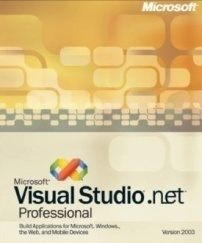 Microsoft
Microsoft
Visual Studio .net
Professional
Build Applications for Microsoft, Windows,
the Web, and Mobile Devices
Version 2003